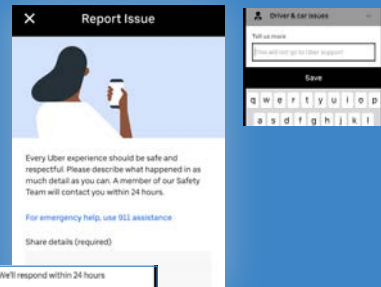 Report Issue
Every Uber experience should be safe and
respectful. Please describe what happened in as
much detail as you can. A member of our Safety
Team will contact you within 24 hours.
For emergency help, use 911 assistance
Share details (required)
We'll respond within 24 hours
Driver & car issues
Tell us more
This will not go to Uber support
Save
q w e r t y u i o p
a s d f g h j k l